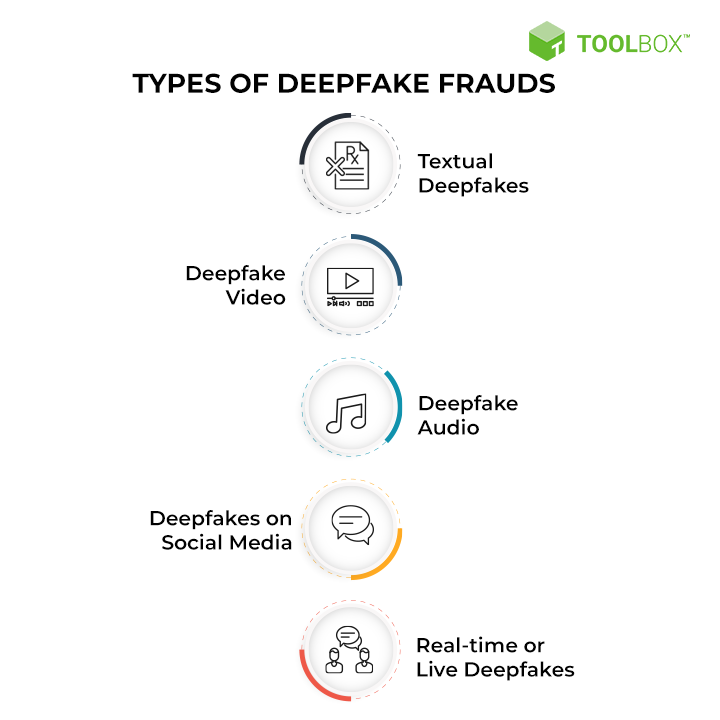 TOOLBOX™
TYPES OF DEEPFAKE FRAUDS
Rx
Textual
Deepfakes
Deepfake
Video
Deepfake
Audio
Deepfakes on
Social Media
Real-time or
Live Deepfakes